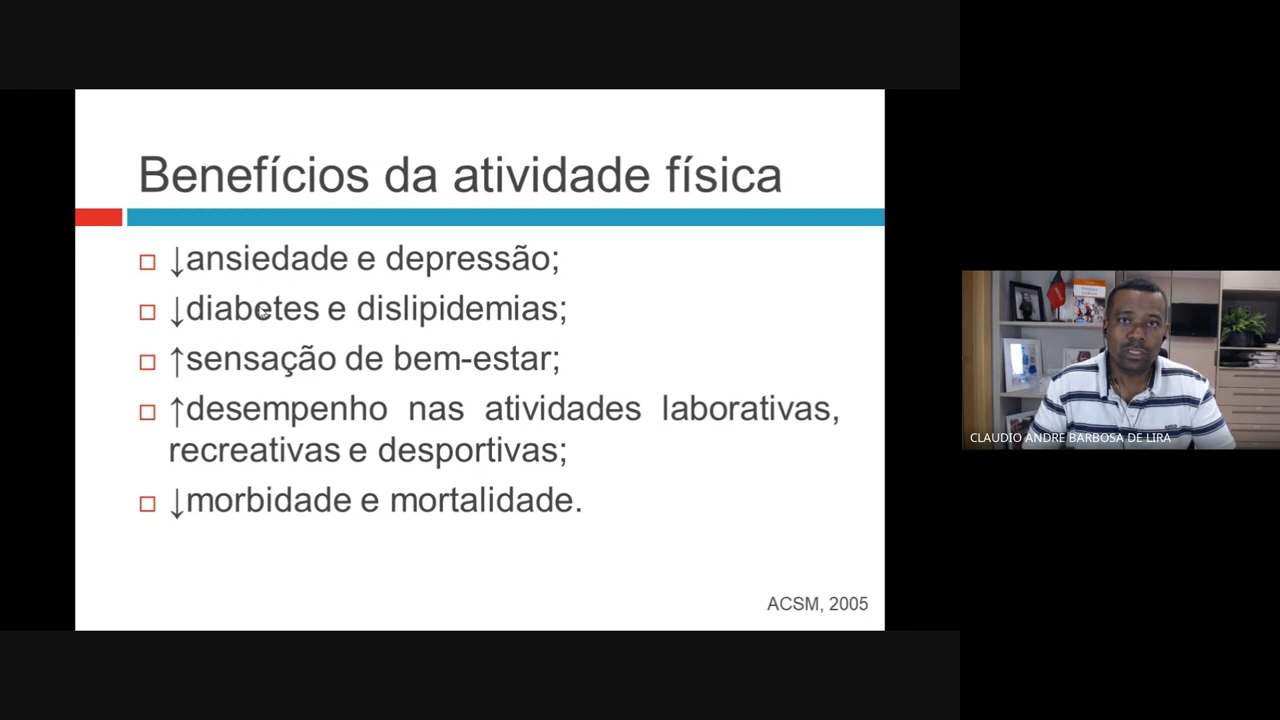 Benefícios da atividade física
↓ansiedade e depressão;
↓diabetes e dislipidemias;
↑sensação de bem-estar;
↑desempenho nas atividades laborativas,
recreativas e desportivas;
↓morbidade e mortalidade.
ACSM, 2005
CLAUDIO ANDRE BARBOSA DE LIRA